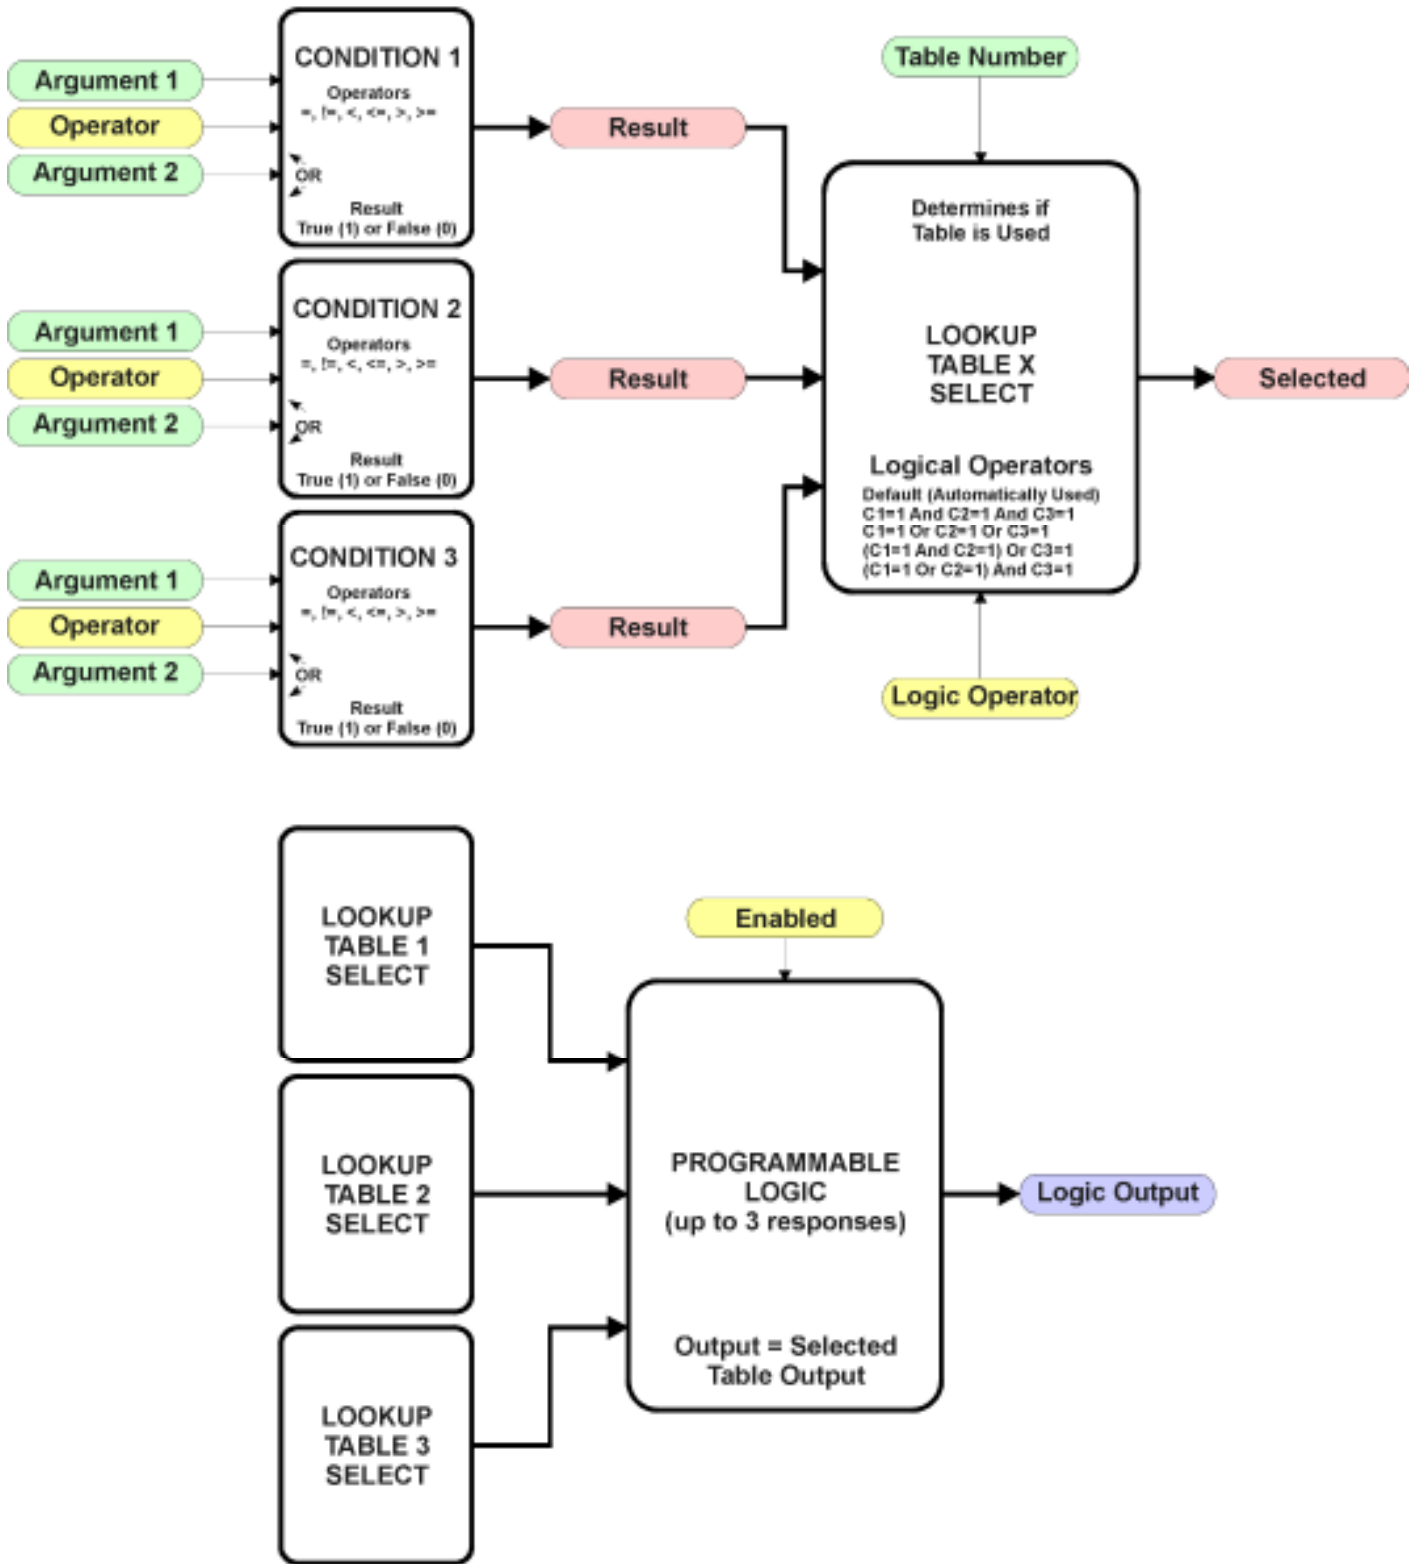 CONDITION 1
Operators
=, !=, <, <=, >, >=
OR
Result
True (1) or False (0)
Argument 1
Operator
Argument 2
Result
Table Number
CONDITION 2
Operators
=, !=, <, <=, >, >=
OR
Result
True (1) or False (0)
Argument 1
Operator
Argument 2
Result
CONDITION 3
Operators
=, !=, <, <=, >, >=
OR
Result
True (1) or False (0)
Argument 1
Operator
Argument 2
Result
Determines if
Table is Used
LOOKUP
TABLE X
SELECT
Logical Operators
Default (Automatically Used)
C1=1 And C2=1 And C3=1
C1=1 Or C2=1 Or C3=1
(C1=1 And C2=1) Or C3=1
(C1=1 Or C2=1) And C3=1
Selected
Logic Operator
LOOKUP
TABLE 1
SELECT
LOOKUP
TABLE 2
SELECT
LOOKUP
TABLE 3
SELECT
Enabled
PROGRAMMABLE
LOGIC
(up to 3 responses)
Output = Selected
Table Output
Logic Output